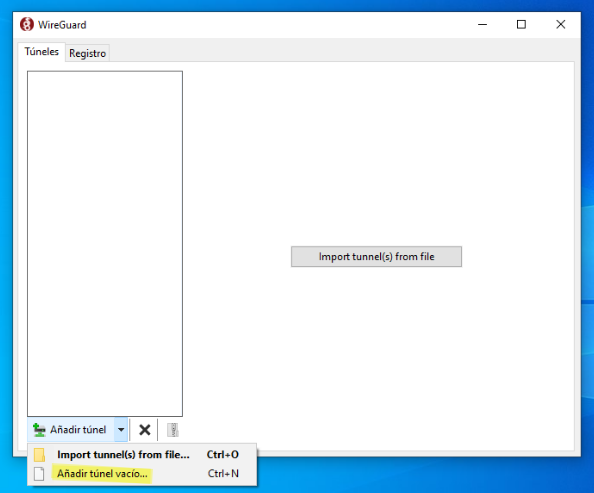 WireGuard
Túneles Registro
Import tunnel(s) from file
Añadir túnel
Import tunnel(s) from file... Ctrl+O
Añadir túnel vacío... Ctrl+N